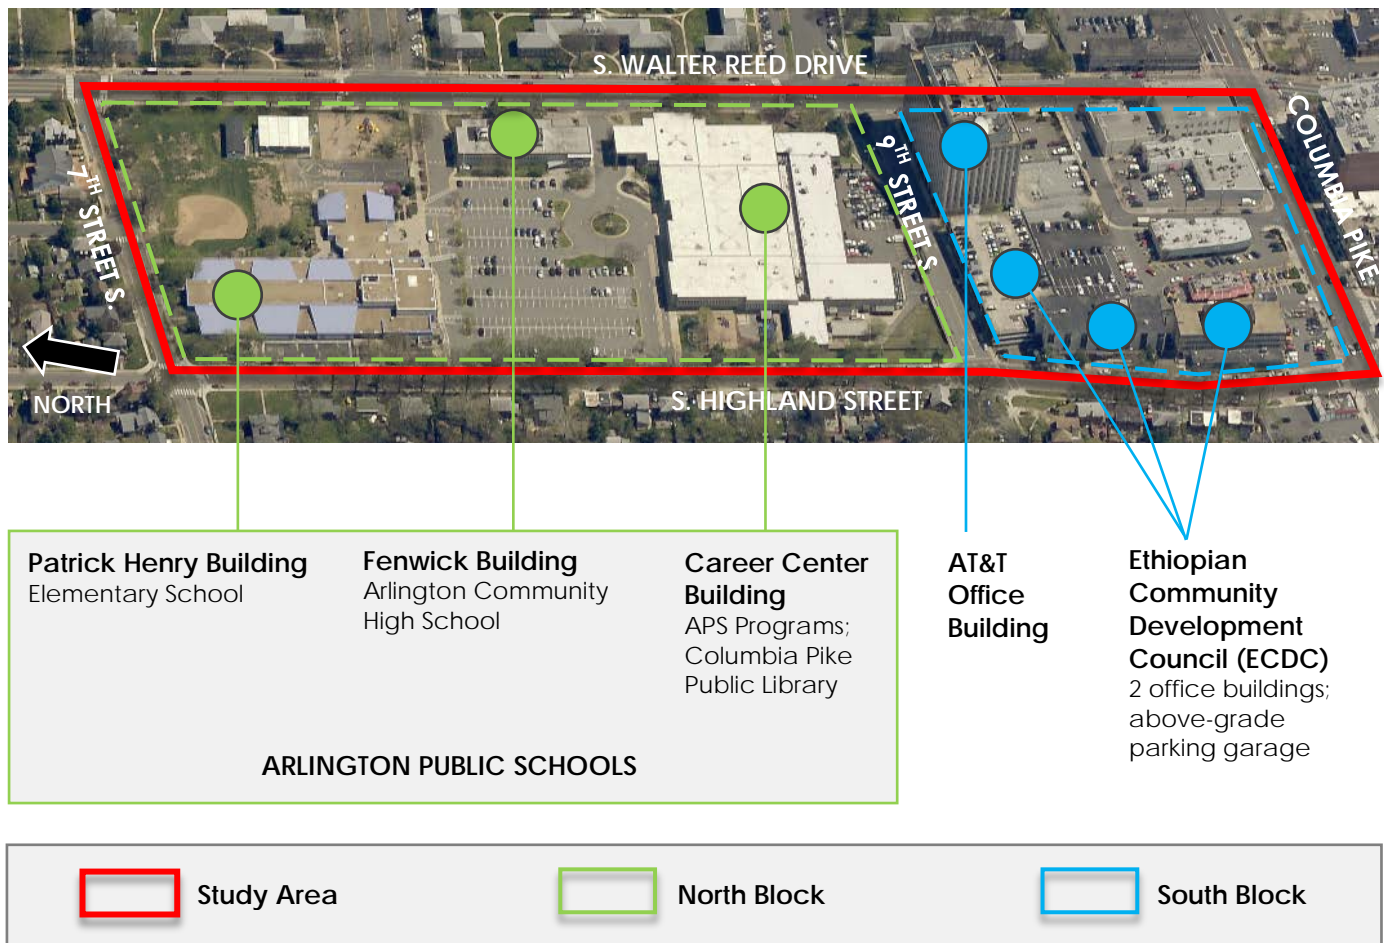 S. WALTER REED DRIVE
COLUMBIA PIKE
7TH STREET S.
9TH STREET S.
NORTH
S. HIGHLAND STREET
Patrick Henry Building
Elementary School
Fenwick Building
Arlington Community
High School
Career Center
Building
APS Programs;
Columbia Pike
Public Library
ARLINGTON PUBLIC SCHOOLS
AT&T
Office
Building
Ethiopian
Community
Development
Council (ECDC)
2 office buildings;
above-grade
parking garage
Study Area
North Block
South Block